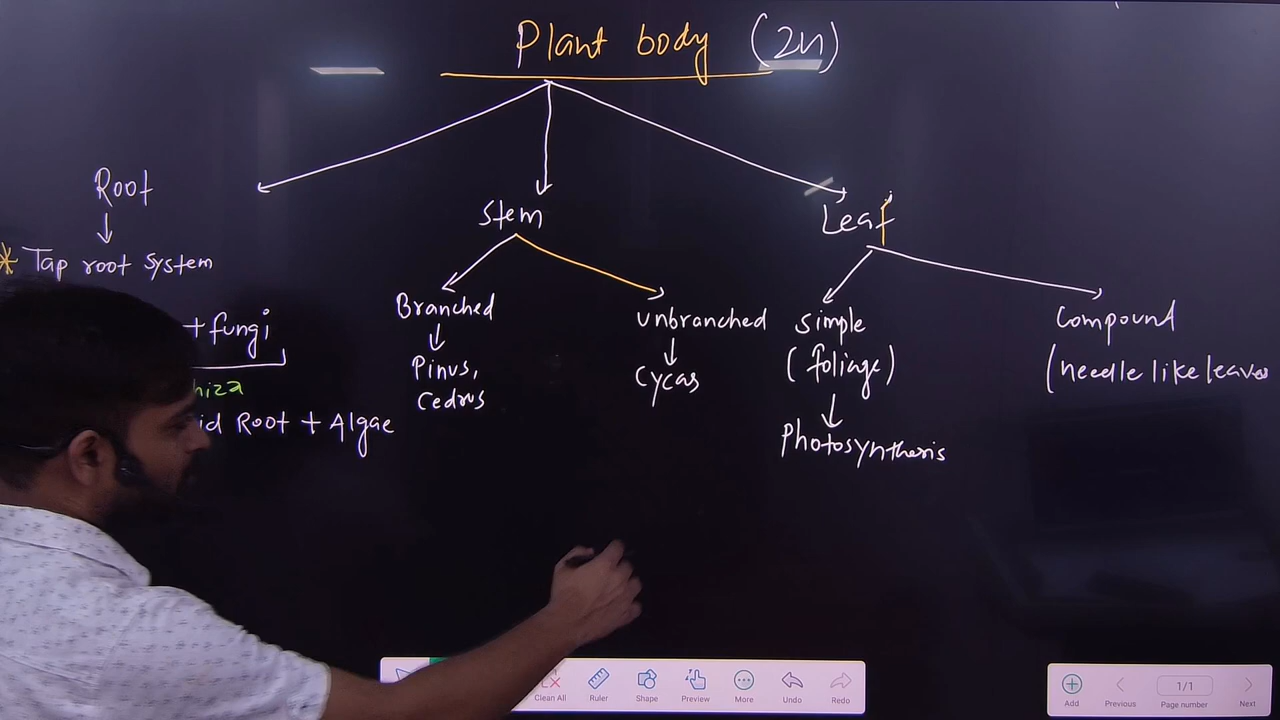 Plant body (2n)
Root
Stem
Leaf
* Tap root system
Branched
unbranched
simple
compound
+ fungi
Pinus,
Cycas
(foliage)
(needle like leaves
hiza
Cedrus
id Root + Algae
Photosynthesis
Clean All
Ruler
Shape
Preview
More
Undo
Redo
Add
Previous
1/1
Page number
Next